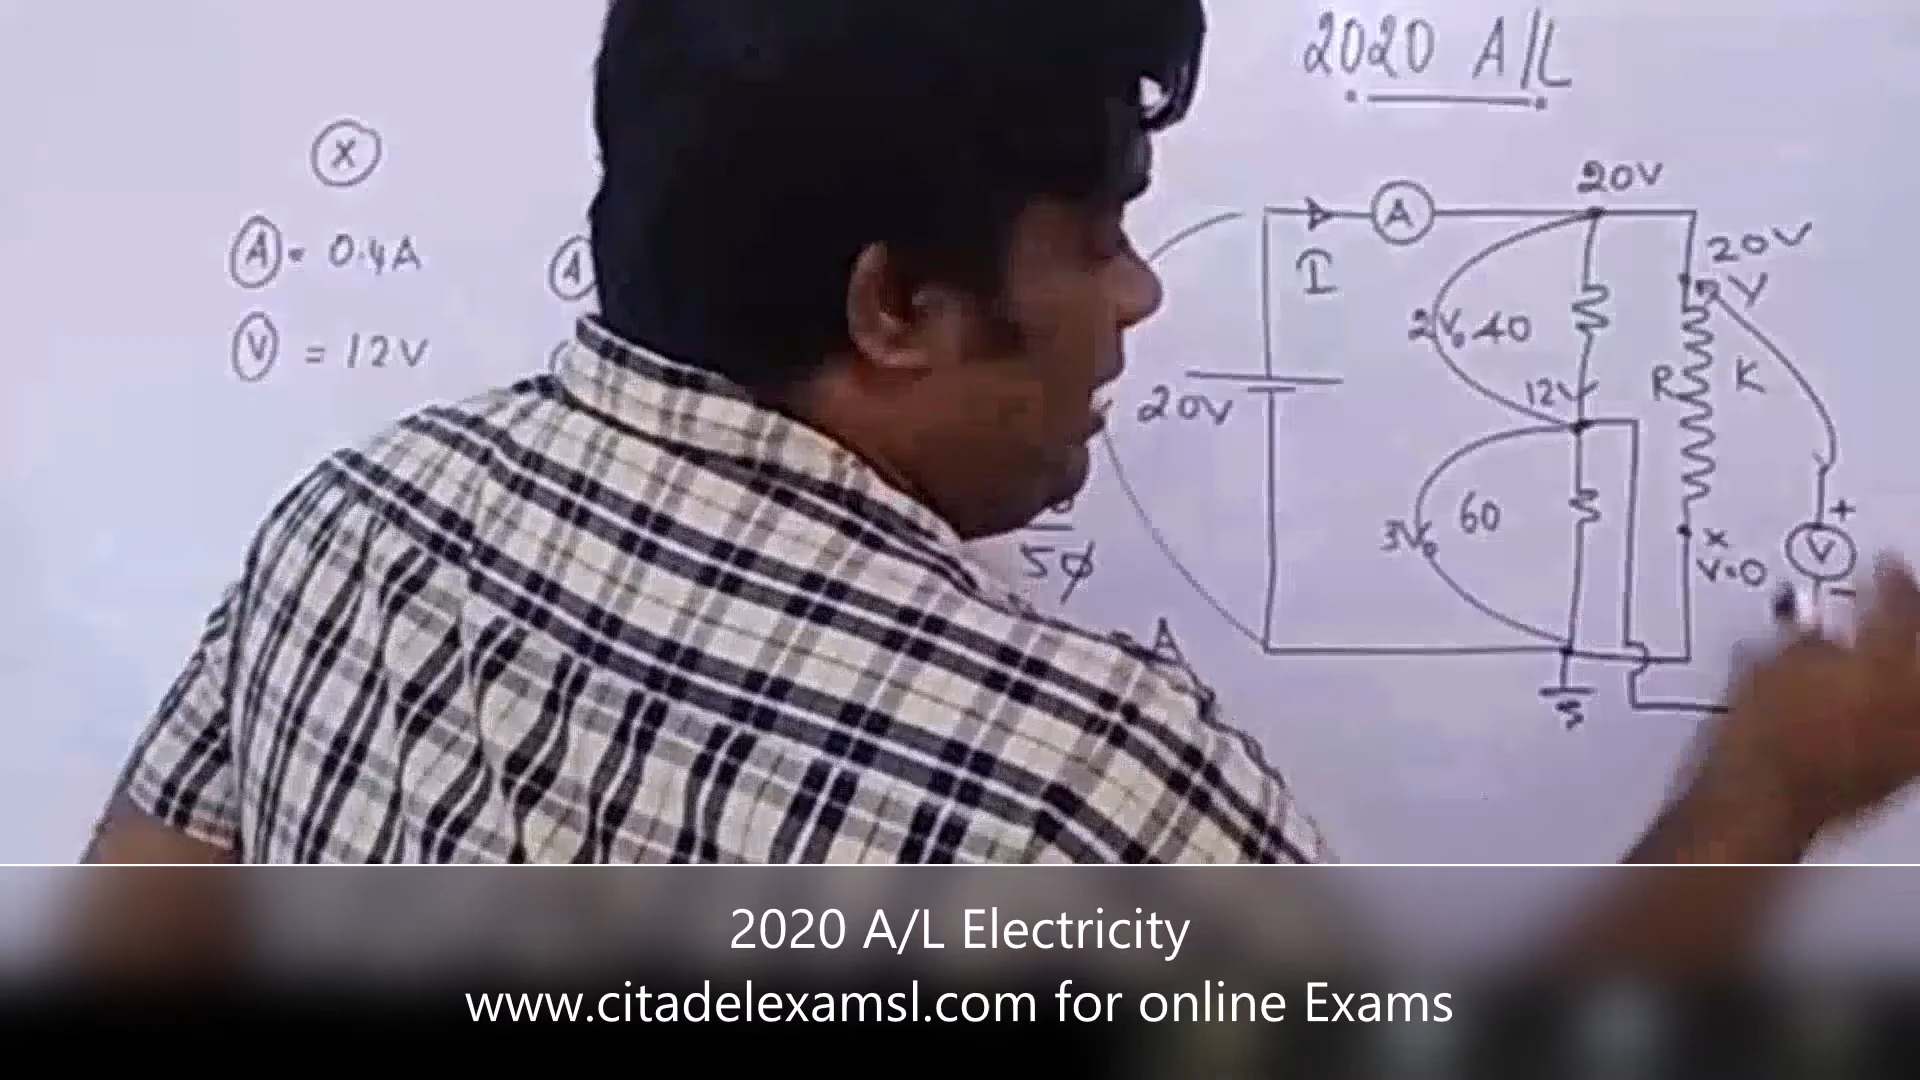 2020 A/L
X
A = 0.4A
V = 12V
A
20V
A
I
20V
V
2V₀ 40
12V
R
K
20V
3V₀ 60
+
V
-
x
V=0
5
A
2020 A/L Electricity
www.citadelexamsl.com for online Exams